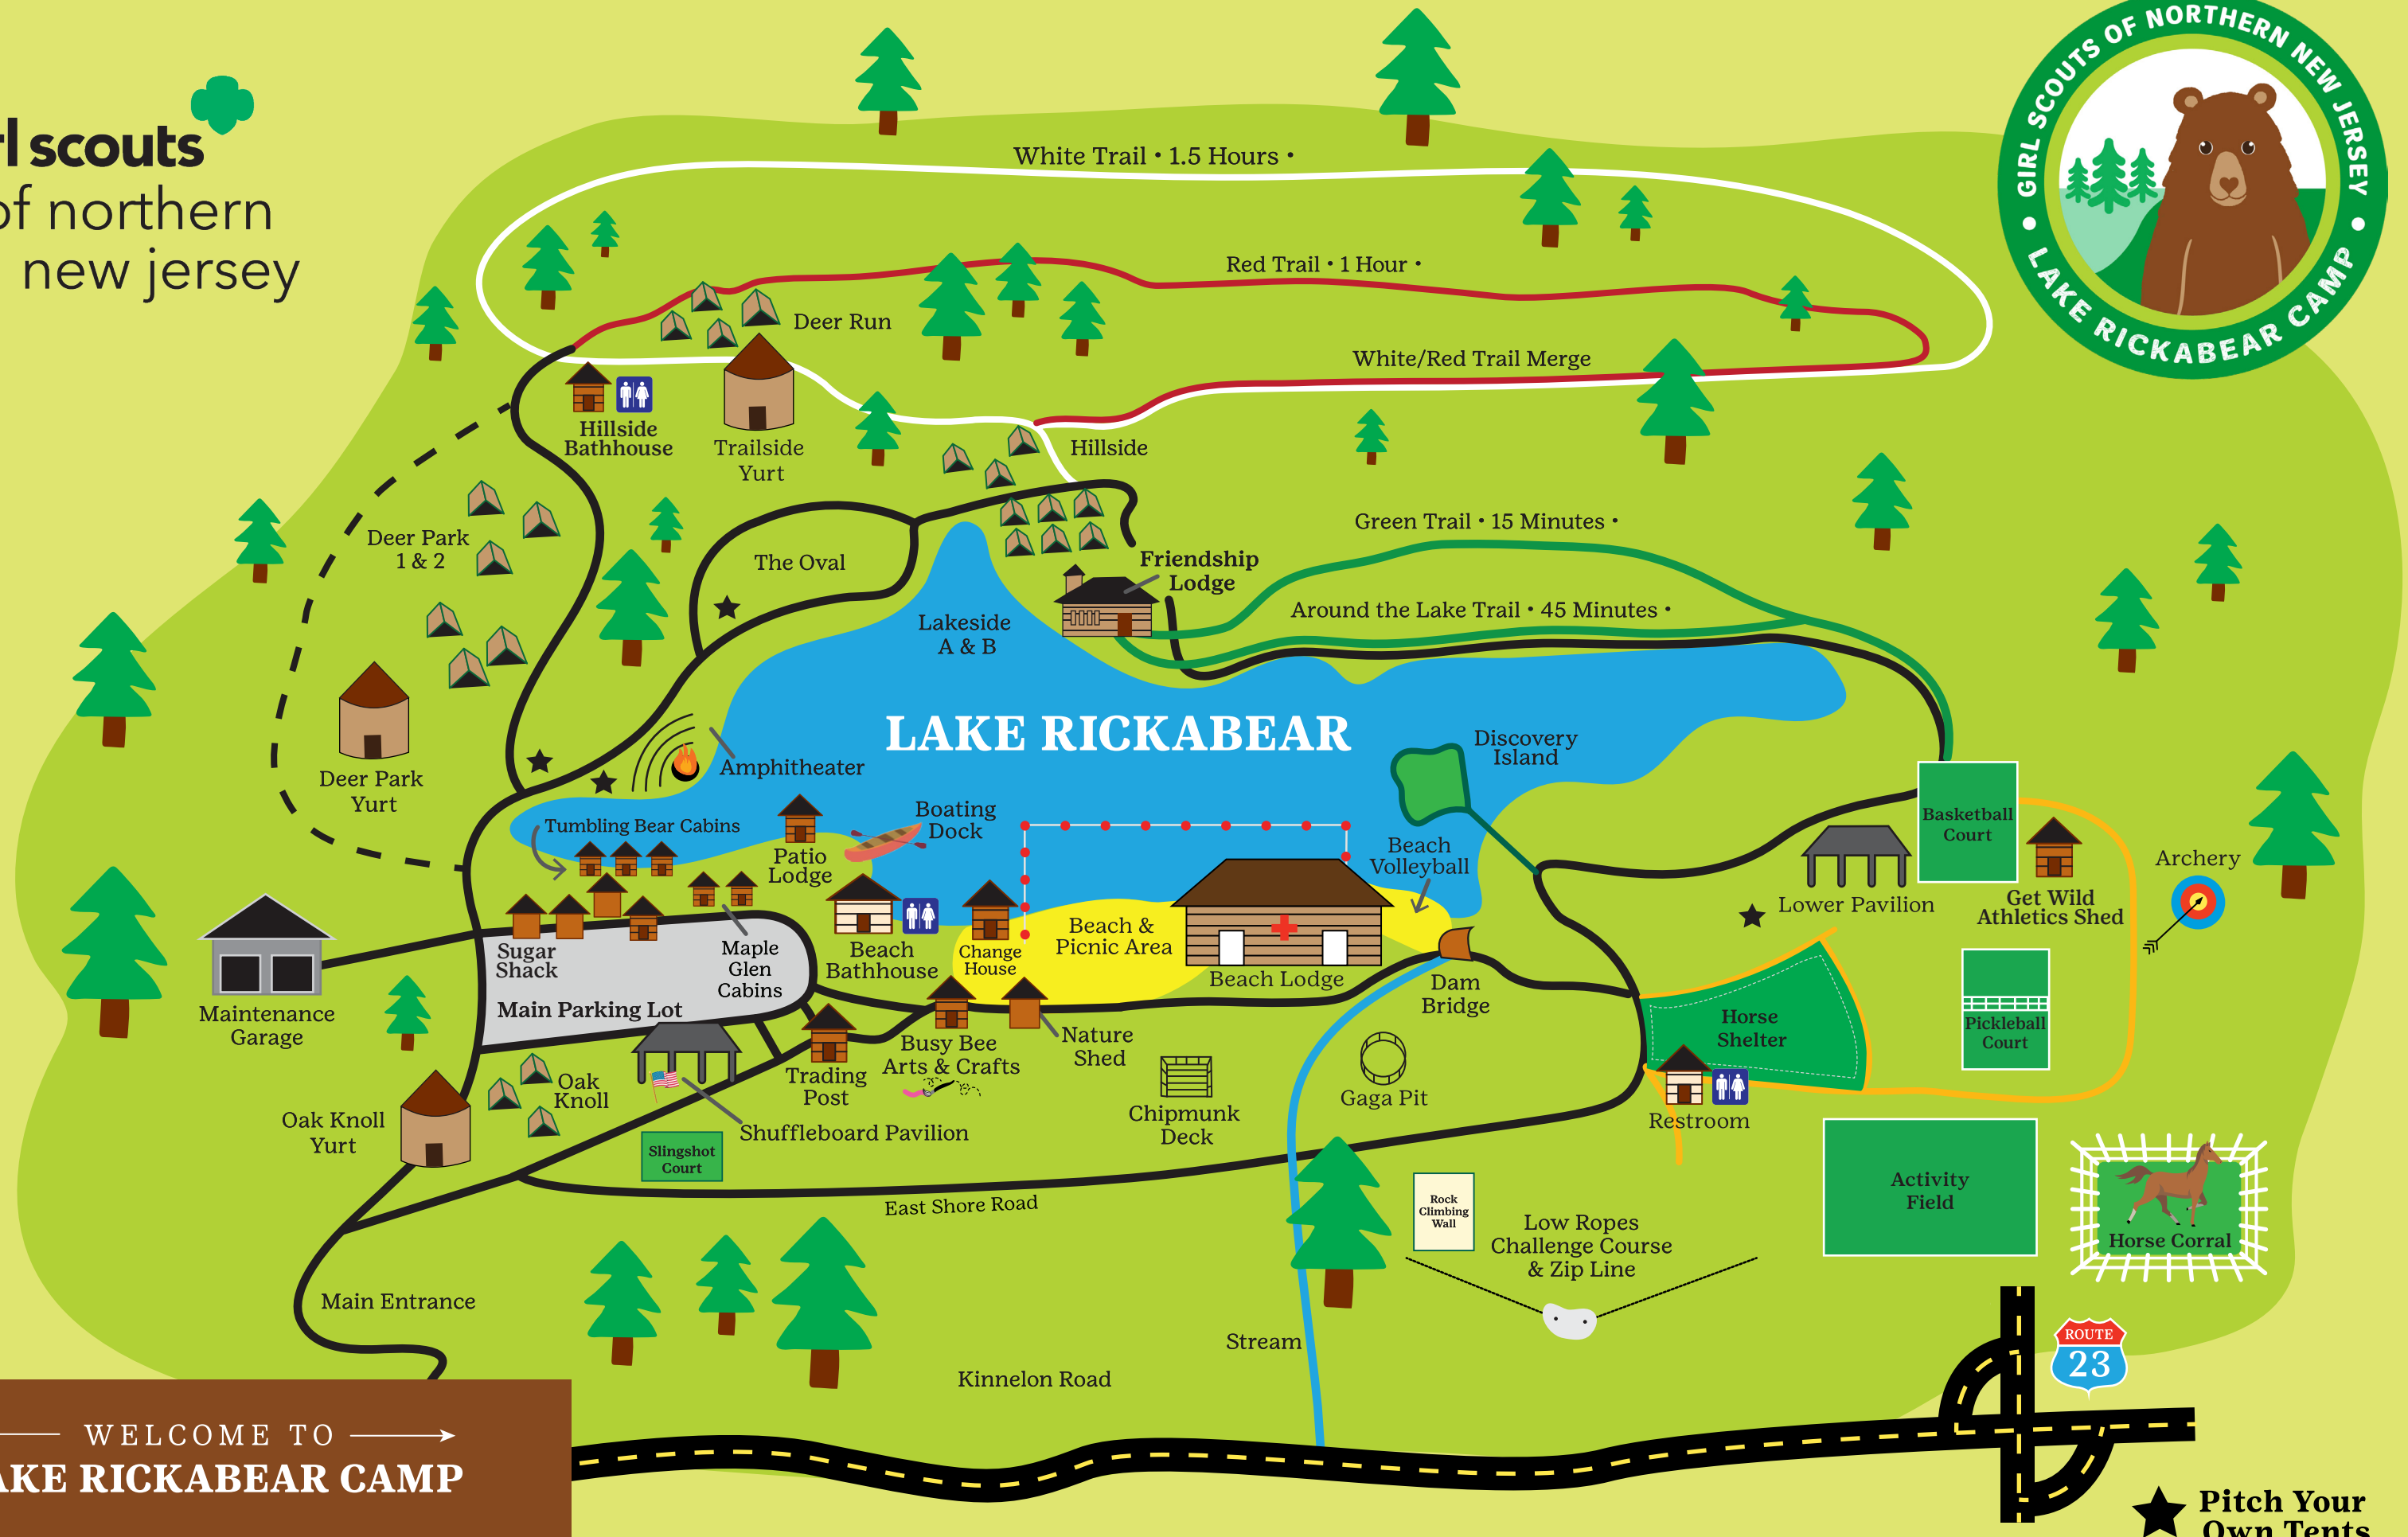 rl scouts
of northern
new jersey
GIRL SCOUTS OF NORTHERN NEW JERSEY
• LAKE RICKABEAR CAMP •
White Trail • 1.5 Hours •
Red Trail • 1 Hour •
Deer Run
White/Red Trail Merge
Hillside
Bathhouse
Trailside
Yurt
Hillside
Deer Park
1 & 2
The Oval
Green Trail • 15 Minutes •
Friendship
Lodge
Around the Lake Trail • 45 Minutes •
Lakeside
A & B
LAKE RICKABEAR
Discovery
Island
Amphitheater
Deer Park
Yurt
Boating
Dock
Tumbling Bear Cabins
Patio
Lodge
Beach
Volleyball
Basketball
Court
Archery
Lower Pavilion
Get Wild
Athletics Shed
Sugar
Shack
Maple
Glen
Cabins
Beach
Bathhouse
Change
House
Beach &
Picnic Area
Beach Lodge
Dam
Bridge
Main Parking Lot
Maintenance
Garage
Horse
Shelter
Pickleball
Court
Busy Bee
Arts & Crafts
Nature
Shed
Oak
Knoll
Trading
Post
Chipmunk
Deck
Gaga Pit
Restroom
Oak Knoll
Yurt
Shuffleboard Pavilion
Slingshot
Court
East Shore Road
Rock
Climbing
Wall
Low Ropes
Challenge Course
& Zip Line
Activity
Field
Horse Corral
Main Entrance
Stream
Kinnelon Road
ROUTE
23
WELCOME TO
AKE RICKABEAR CAMP
Pitch Your
Own Tents